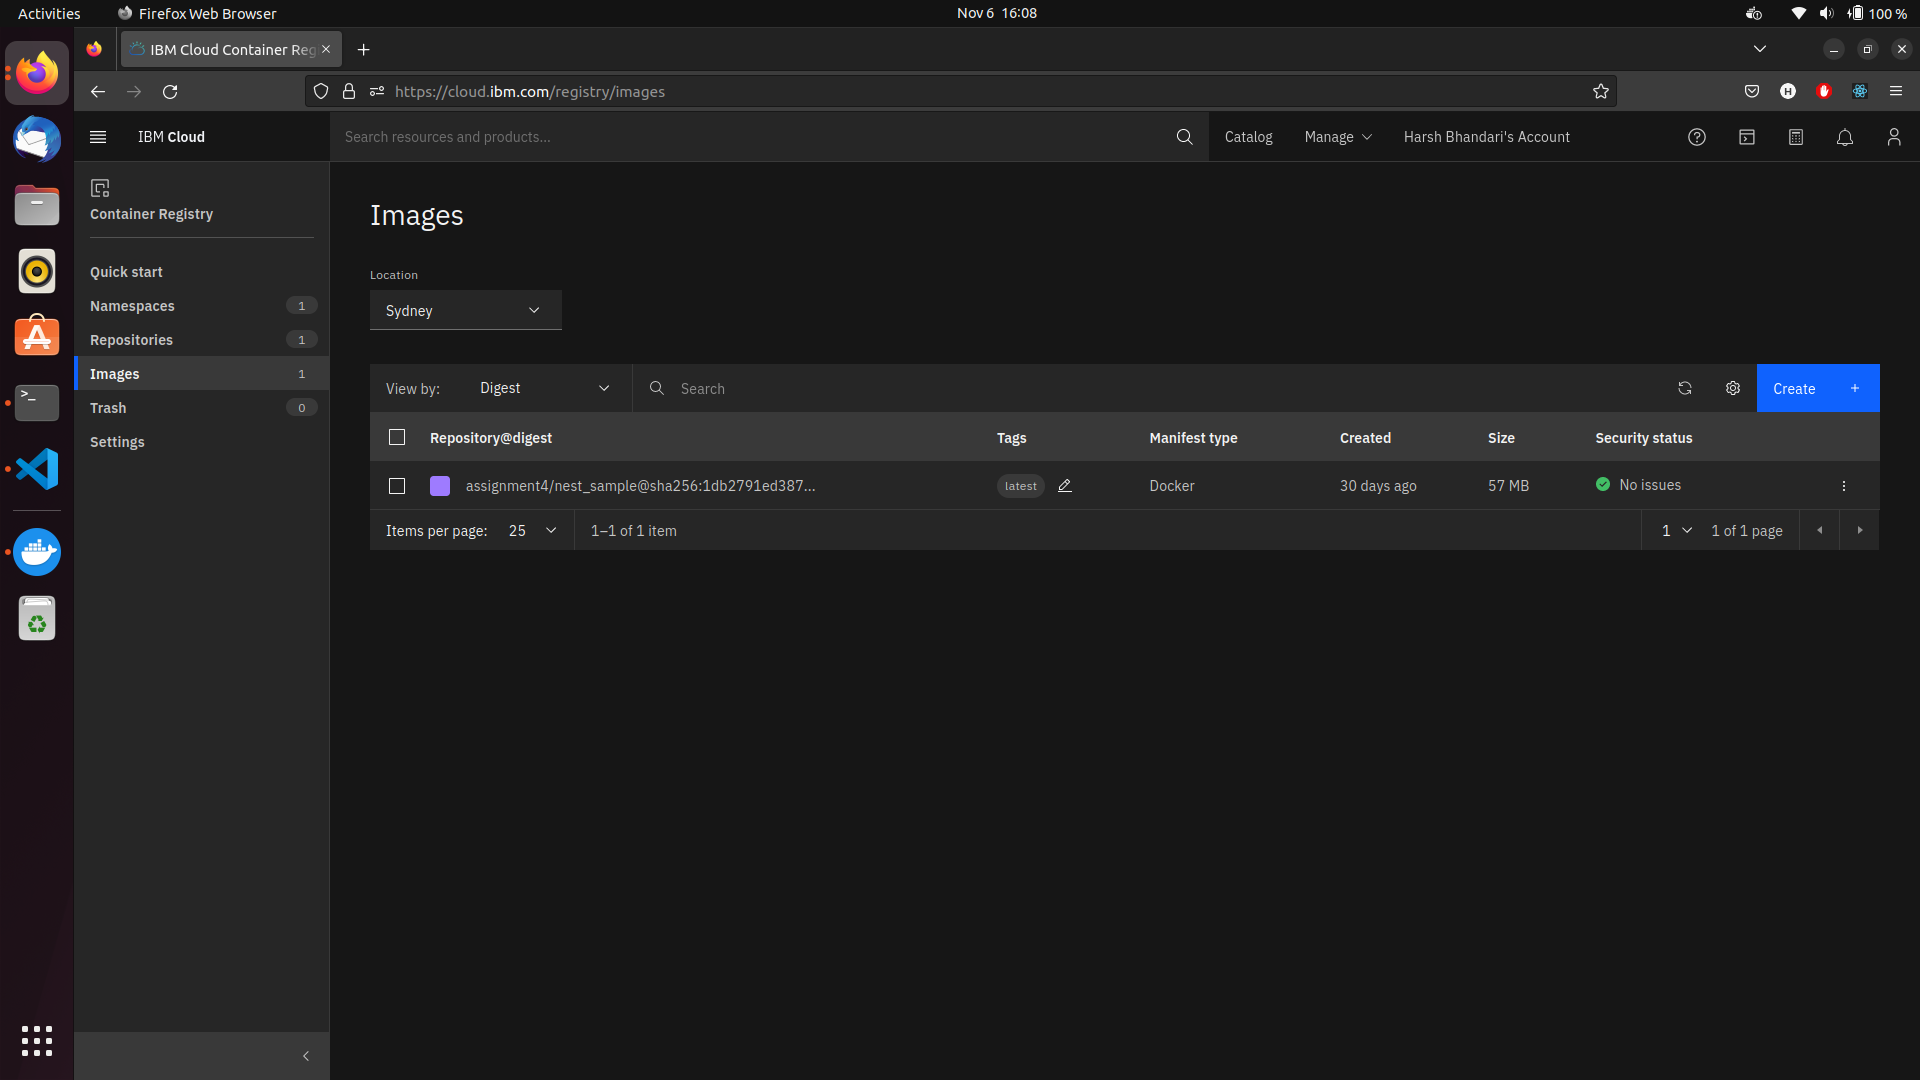 Activities
Firefox Web Browser
Nov 6 16:08
100 %
IBM Cloud Container Reg
https://cloud.ibm.com/registry/images
H
IBM Cloud
Search resources and products...
Catalog
Manage
Harsh Bhandari's Account
Container Registry
Quick start
Namespaces 1
Repositories 1
Images 1
Trash 0
Settings
Images
Location
Sydney
View by: Digest
Search
Create +
Repository@digest Tags Manifest type Created Size Security status
assignment4/nest_sample@sha256:1db2791ed387... latest Docker 30 days ago 57 MB No issues
Items per page: 25 1–1 of 1 item 1 1 of 1 page